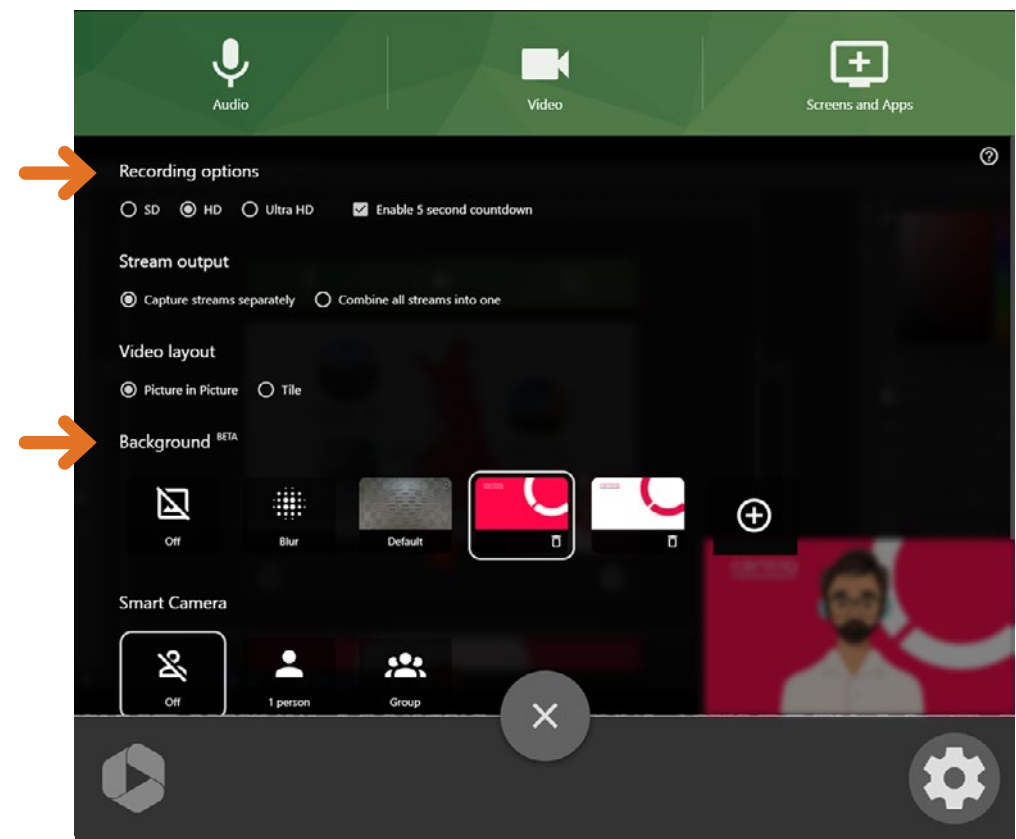 Audio Video Screens and Apps
Recording options
SD HD Ultra HD Enable 5 second countdown
Stream output
Capture streams separately Combine all streams into one
Video layout
Picture in Picture Tile
Background BETA
Off Blur Default
Smart Camera
Off 1 person Group